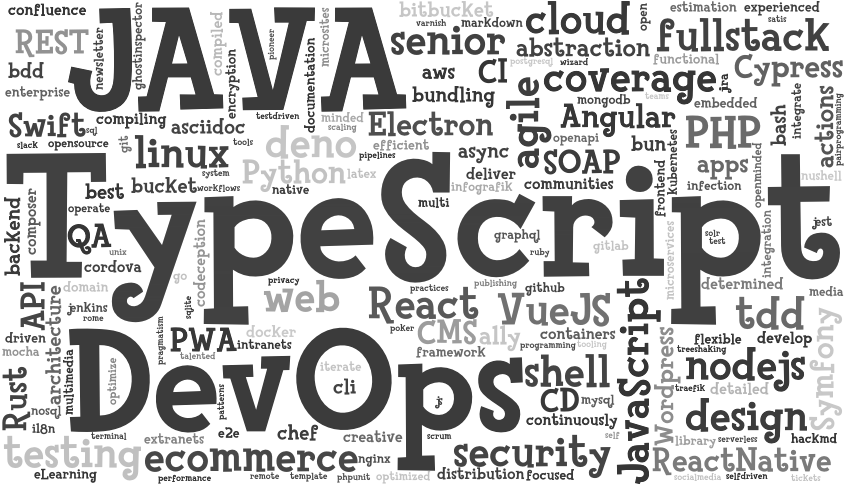 confluence
REST
newsletter
JAVA
ghostinspector
compiled
encryption
pioneer
documentation
microsites
bitbucket
varnish
markdown
senior
cloud
open
estimation
experienced
satis
fullstack
abstraction
postgresql
wizard
functional
Cypress
bdd
enterprise
aws
CI
coverage
jra
bundling
mongodb
teams
embedded
compiling
testdriven
minded
scaling
Swift
sql
asciidoc
git
tools
slack
opensource
linux
system
deno
Electron
efficient
pipelines
agile
Angular
openapi
PHP
bash
integrate
actions
pairprogramming
async
SOAP
bun
Kubernetes
Python
latex
deliver
infografik
communities
frontend
apps
infection
openminded
nushell
best
bucket
workflows
native
TypeScript
multi
backend
composer
operate
QA
unix
cordova
codeception
graphql
ruby
gitlab
microservices
solr
test
integration
jest
domain
go
privacy
practices
publishing
github
determined
media
API
architecture
jenkins
rome
sqlite
web
React
VueJS
tdd
driven
mocha
pragmatism
PWA
talented
docker
intranets
poker
CMS
ally
containers
programming
tooling
framework
JavaScript
Wordpress
flexible
develop
treeshaking
Symfony
Rust
multimedia
optimize
DevOps
iterate
cli
js
shell
nodejs
traefik
detailed
nosql
i18n
patterns
CD
mysql
design
continuously
terminal
extranets
e2e
chef
creative
scrum
self
library
serverless
hackmd
testing
ecommerce
nginx
security
ReactNative
eLearning
performance
remote
template
phpunit
optimized
distribution
focused
socialmedia
selfdriven
tickets